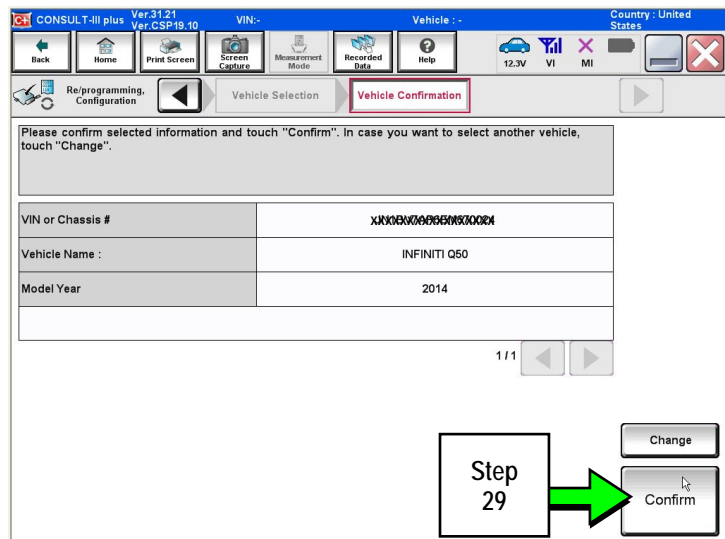 CONSULT-III plus Ver.31.21 VIN:- Vehicle : - Country : United
Ver.CSP19.10 States
Back Home Print Screen Screen Capture Measurement Mode Recorded Data Help 12.3V VI MI
Re/programming, Configuration Vehicle Selection Vehicle Confirmation
Please confirm selected information and touch "Confirm". In case you want to select another vehicle,
touch "Change".
VIN or Chassis #
Vehicle Name : INFINITI Q50
Model Year 2014
1/1
Change
Step
29
Confirm